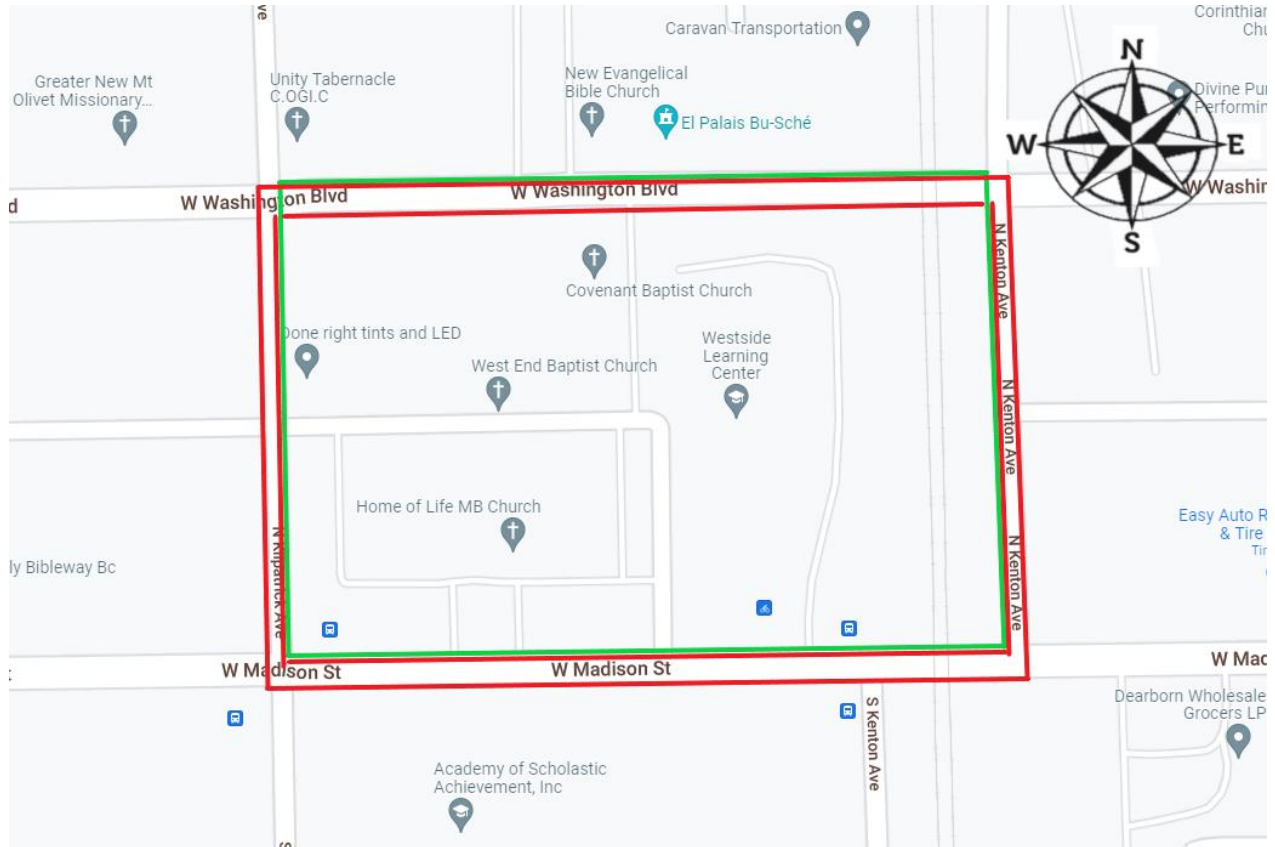 ve
Caravan Transportation
Corinthian
Chu
N
Greater New Mt
Olivet Missionary...
Unity Tabernacle
C.OGI.C
New Evangelical
Bible Church
El Palais Bu-Sché
Divine Pur
Performin
W
E
S
d
W Washington Blvd
W Washington Blvd
W Washin
N Kenton Ave
Covenant Baptist Church
Done right tints and LED
West End Baptist Church
Westside
Learning
Center
N Kenton Ave
Home of Life MB Church
Easy Auto R
& Tire
Tir
ly Bibleway Bc
N Kilpatrick Ave
N Kenton Ave
W Madison St
W Madison St
W Mad
S Kenton Ave
Dearborn Wholesale
Grocers LP
Academy of Scholastic
Achievement, Inc
S